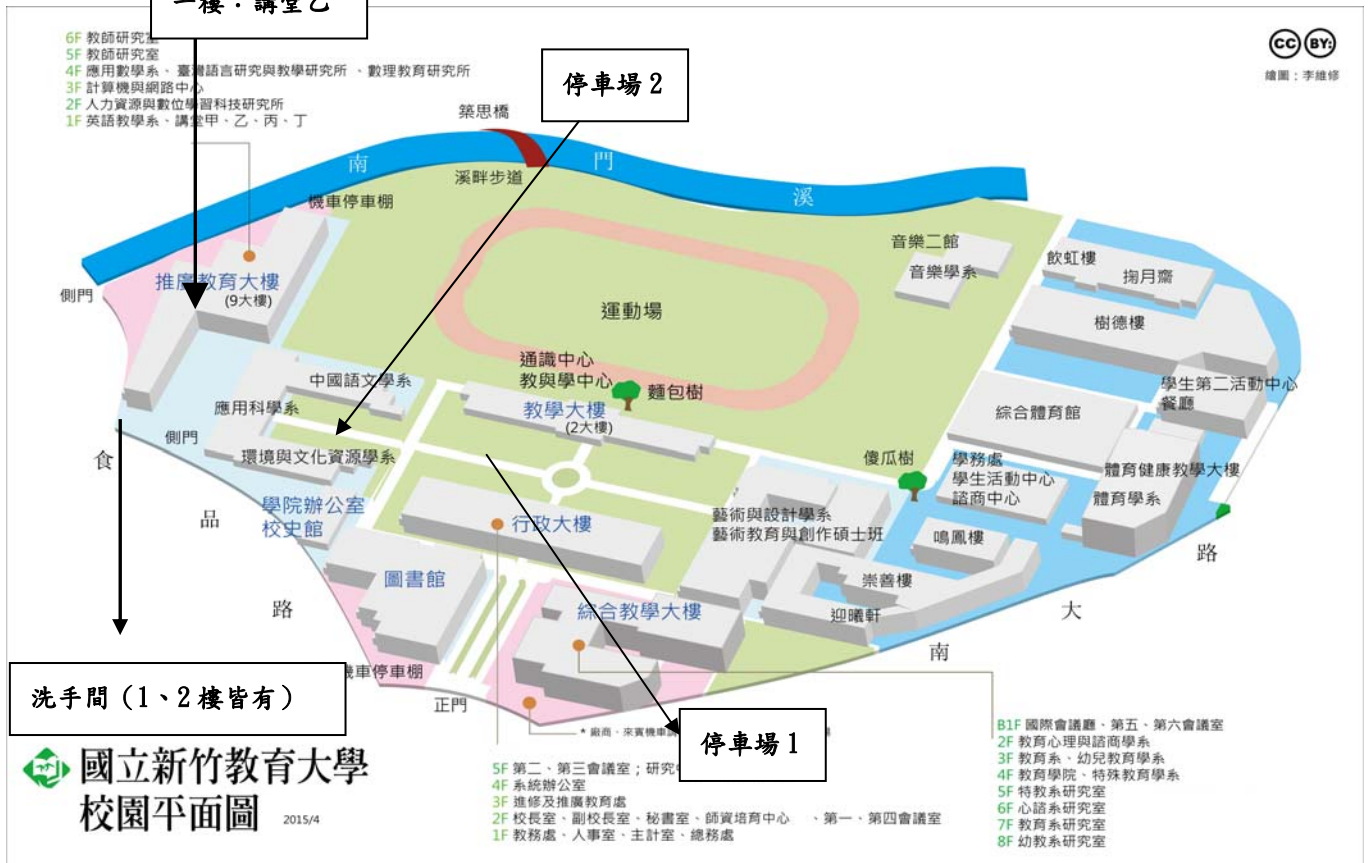 一樓：講堂乙
6F 教師研究室
5F 教師研究室
4F 應用數學系、臺灣語言研究與教學研究所 、數理教育研究所
3F 計算機與網路中心
2F 人力資源與數位學習科技研究所
1F 英語教學系、講堂甲、乙、丙、丁
CC BY:
繪圖：李維修
停車場 2
築思橋
南門溪
溪畔步道
機車停車棚
側門
推廣教育大樓
(9大樓)
音樂二館
音樂學系
飲虹樓
掬月齋
樹德樓
運動場
通識中心
教與學中心
麵包樹
教學大樓
(2大樓)
中國語文學系
應用科學系
側門
環境與文化資源學系
學生第二活動中心
餐廳
綜合體育館
傻瓜樹
學務處
學生活動中心
諮商中心
體育健康教學大樓
體育學系
學院辦公室
校史館
行政大樓
藝術與設計學系
藝術教育與創作碩士班
鳴鳳樓
圖書館
綜合教學大樓
崇善樓
迎曦軒
食品路
南大路
機車停車棚
正門
洗手間（1、2 樓皆有）
* 廠商、來賓機車
停車場 1
國立新竹教育大學
校園平面圖 2015/4
5F 第二、第三會議室；研究
4F 系統辦公室
3F 進修及推廣教育處
2F 校長室、副校長室、秘書室、師資培育中心 、第一、第四會議室
1F 教務處、人事室、主計室、總務處
B1F 國際會議廳、第五、第六會議室
2F 教育心理與諮商學系
3F 教育系、幼兒教育學系
4F 教育學院、特殊教育學系
5F 特教系研究室
6F 心諮系研究室
7F 教育系研究室
8F 幼教系研究室